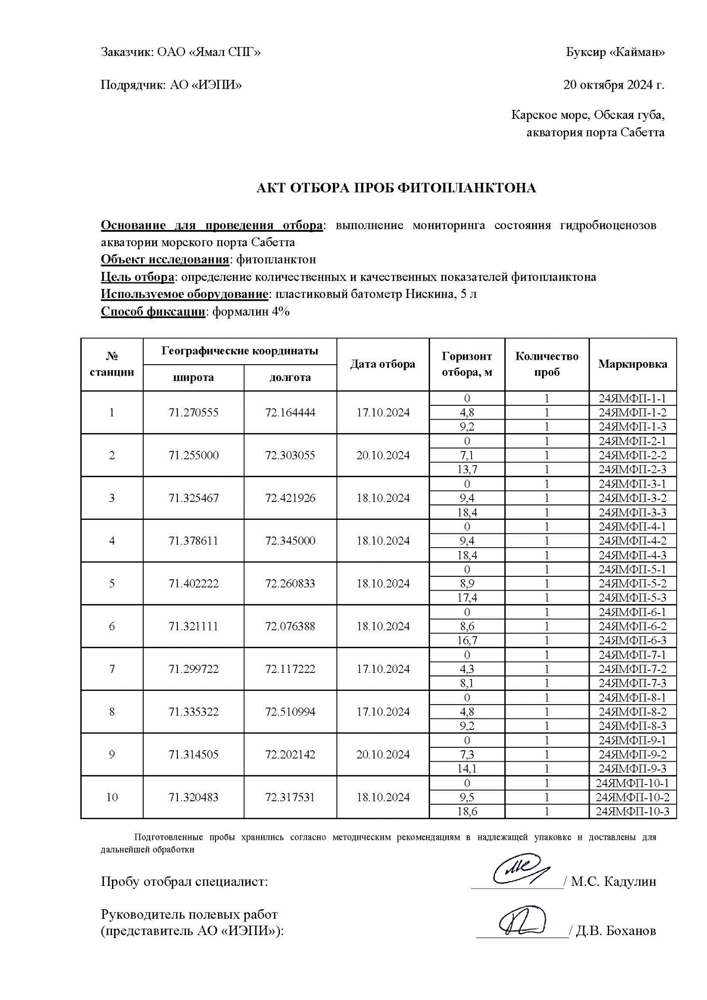 Заказчик: ОАО «Ямал СПГ»
Буксир «Кайман»
Подрядчик: АО «ИЭПИ»
20 октября 2024 г.
Карское море, Обская губа,
акватория порта Сабетта
АКТ ОТБОРА ПРОБ ФИТОПЛАНКТОНА
Основание для проведения отбора: выполнение мониторинга состояния гидробиоценозов
акватории морского порта Сабетта
Объект исследования: фитопланктон
Цель отбора: определение количественных и качественных показателей фитопланктона
Используемое оборудование: пластиковый батометр Нискина, 5 л
Способ фиксации: формалин 4%
№ станции Географические координаты Дата отбора Горизонт отбора, м Количество проб Маркировка
широта долгота
1 71.270555 72.164444 17.10.2024 0 1 24ЯМФП-1-1
4,8 1 24ЯМФП-1-2
9,2 1 24ЯМФП-1-3
2 71.255000 72.303055 20.10.2024 0 1 24ЯМФП-2-1
7,1 1 24ЯМФП-2-2
13,7 1 24ЯМФП-2-3
3 71.325467 72.421926 18.10.2024 0 1 24ЯМФП-3-1
9,4 1 24ЯМФП-3-2
18,4 1 24ЯМФП-3-3
4 71.378611 72.345000 18.10.2024 0 1 24ЯМФП-4-1
9,4 1 24ЯМФП-4-2
18,4 1 24ЯМФП-4-3
5 71.402222 72.260833 18.10.2024 0 1 24ЯМФП-5-1
8,9 1 24ЯМФП-5-2
17,4 1 24ЯМФП-5-3
6 71.321111 72.076388 18.10.2024 0 1 24ЯМФП-6-1
8,6 1 24ЯМФП-6-2
16,7 1 24ЯМФП-6-3
7 71.299722 72.117222 17.10.2024 0 1 24ЯМФП-7-1
4,3 1 24ЯМФП-7-2
8,1 1 24ЯМФП-7-3
8 71.335322 72.510994 17.10.2024 0 1 24ЯМФП-8-1
4,8 1 24ЯМФП-8-2
9,2 1 24ЯМФП-8-3
9 71.314505 72.202142 20.10.2024 0 1 24ЯМФП-9-1
7,3 1 24ЯМФП-9-2
14,1 1 24ЯМФП-9-3
10 71.320483 72.317531 18.10.2024 0 1 24ЯМФП-10-1
9,5 1 24ЯМФП-10-2
18,6 1 24ЯМФП-10-3
Подготовленные пробы хранились согласно методическим рекомендациям в надлежащей упаковке и доставлены для
дальнейшей обработки
Пробу отобрал специалист: / М.С. Кадулин
Руководитель полевых работ
(представитель АО «ИЭПИ»): / Д.В. Боханов